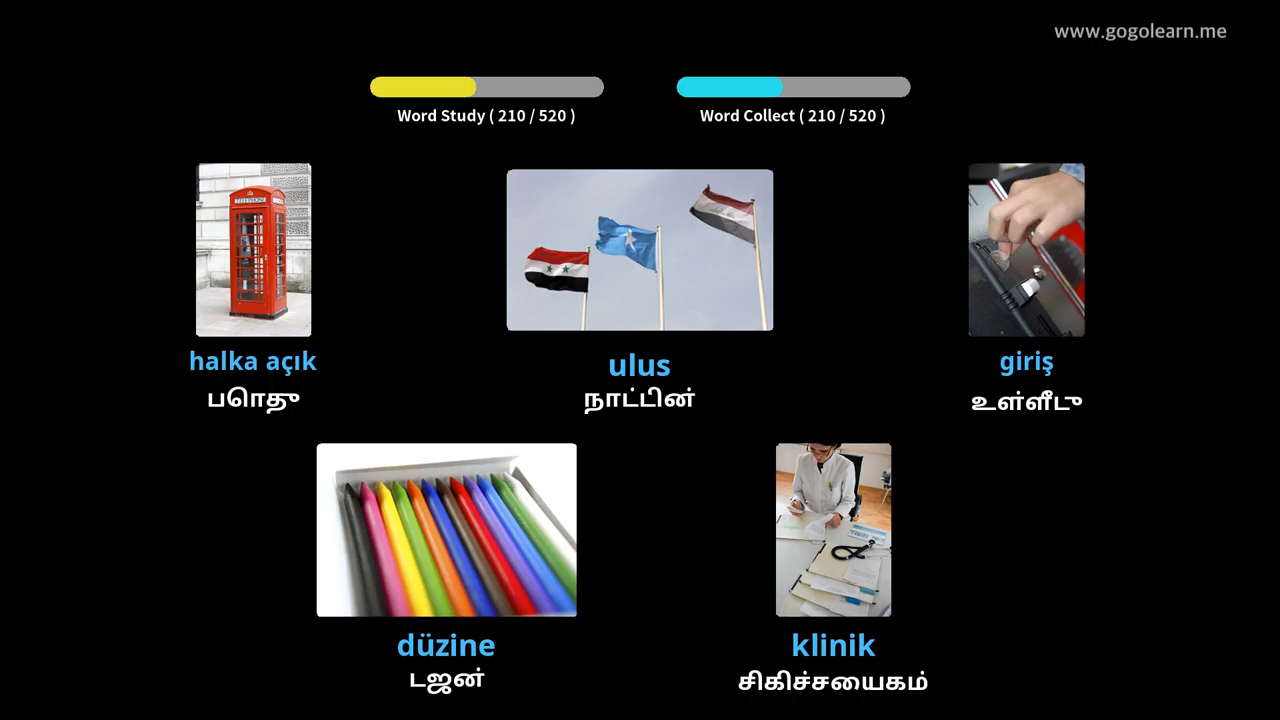 www.gogolearn.me
Word Study ( 210 / 520 )
Word Collect ( 210 / 520 )
halka açık
பொது
ulus
நாட்டின்
giriş
உள்ளீடு
düzine
டஜன்
klinik
சிகிச்சையகம்
TELEPHONE